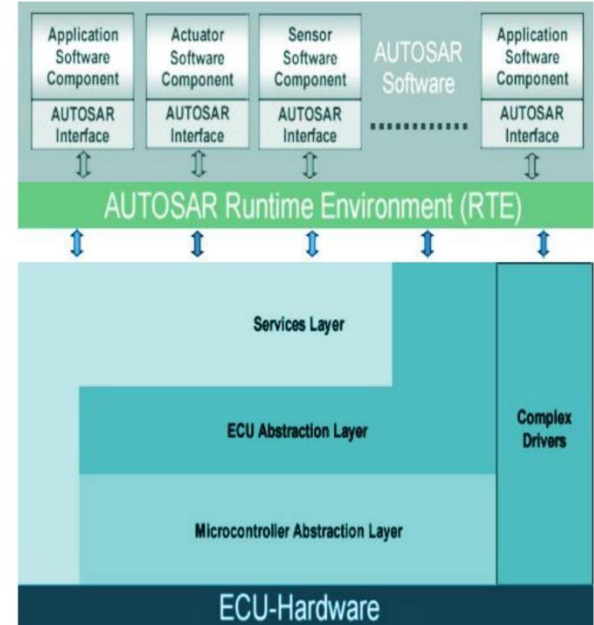 Application
Software
Component
AUTOSAR
Interface
Actuator
Software
Component
AUTOSAR
Interface
Sensor
Software
Component
AUTOSAR
Interface
AUTOSAR
Software
Application
Software
Component
AUTOSAR
Interface
AUTOSAR Runtime Environment (RTE)
Services Layer
ECU Abstraction Layer
Complex
Drivers
Microcontroller Abstraction Layer
ECU-Hardware